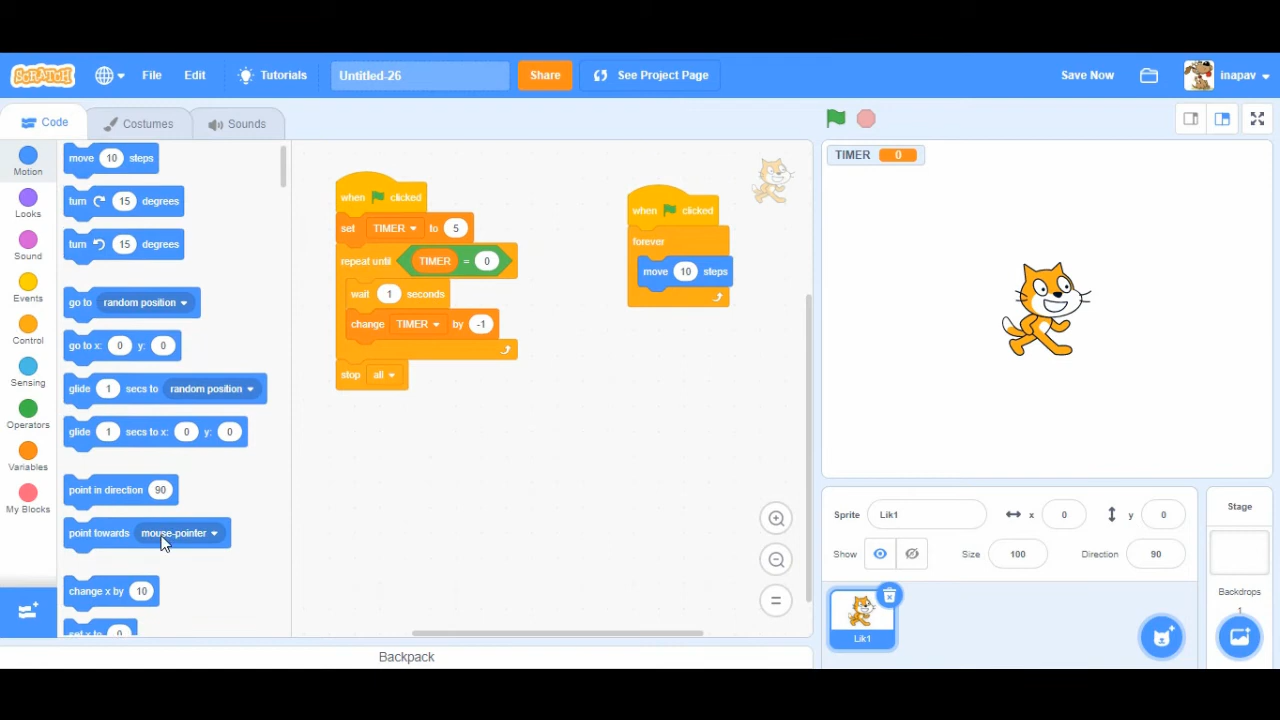 SCRATCH File Edit Tutorials Untitled-26 Share See Project Page Save Now inapav
Code Costumes Sounds
Motion
Looks
Sound
Events
Control
Sensing
Operators
Variables
My Blocks
move 10 steps
turn 15 degrees
turn 15 degrees
go to random position
go to x: 0 y: 0
glide 1 secs to random position
glide 1 secs to x: 0 y: 0
point in direction 90
point towards mouse-pointer
change x by 10
set x to 0
when clicked
set TIMER to 5
repeat until TIMER = 0
wait 1 seconds
change TIMER by -1
stop all
when clicked
forever
move 10 steps
TIMER 0
Sprite Lik1 x 0 y 0
Show Size 100 Direction 90
Lik1
Stage
Backdrops
1
Backpack